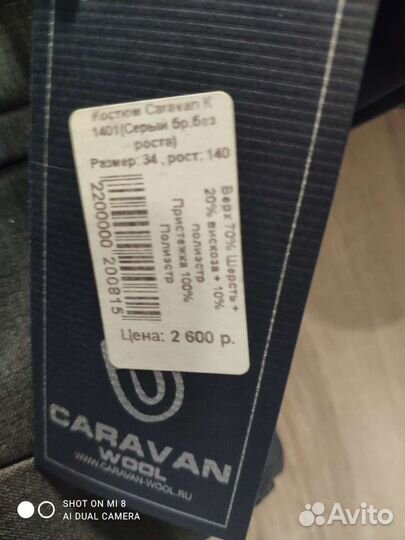 Костюм Caravan К
1401(Серый бр.без
роста)
Размер: 34 , рост: 140
2200000 200815
Верх 70% Шерсть +
20% вискоза + 10%
полиэстр
Пристежка 100%
Полиэстр
Цена: 2 600 р.
CARAVAN
WOOL
WWW.CARAVAN-WOOL.RU
SHOT ON MI 8
AI DUAL CAMERA
Avito